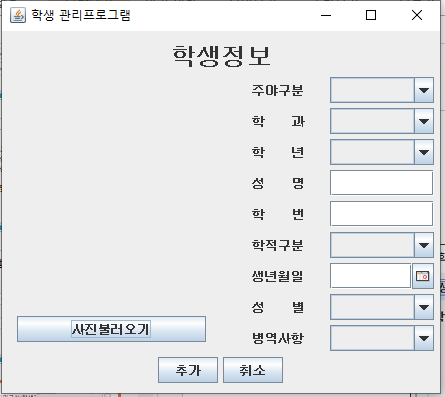 학생 관리프로그램
학생정보
주야구분
학 과
학 년
성 명
학 번
학적구분
생년월일
성 별
병역사항
사진불러오기
추가 취소